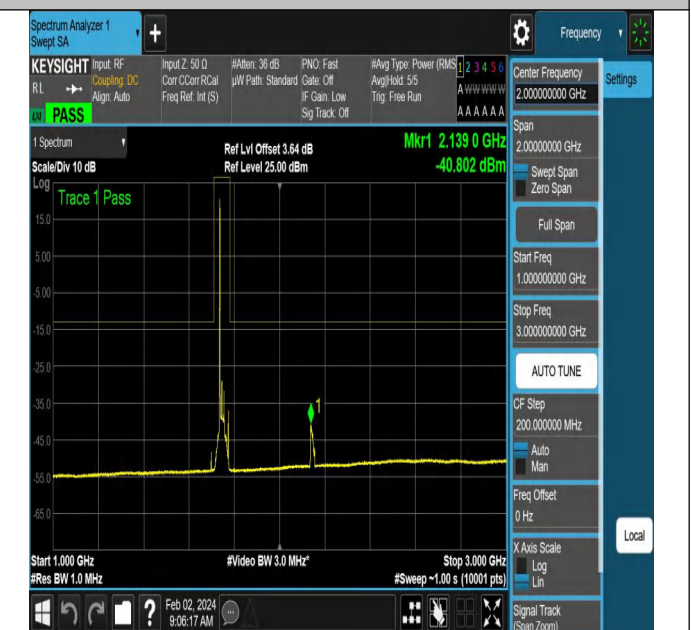 Spectrum Analyzer 1
Swept SA
+
Frequency
KEYSIGHT
RL
LXI
PASS
Input: RF
Coupling: DC
Align: Auto
Input Z: 50 Ω
Corr CCorr RCal
Freq Ref: Int (S)
#Atten: 36 dB
µW Path: Standard
PNO: Fast
Gate: Off
IF Gain: Low
Sig Track: Off
#Avg Type: Power (RMS
Avg|Hold: 5/5
Trig: Free Run
1 2 3 4 5 6
A W W W W W
A A A A A A
Center Frequency
2.000000000 GHz
Settings
1 Spectrum
Scale/Div 10 dB
Ref Lvl Offset 3.64 dB
Ref Level 25.00 dBm
Mkr1 2.139 0 GHz
-40.802 dBm
Log
Trace 1 Pass
15.0
5.00
-5.00
-15.0
-25.0
-35.0
-45.0
-55.0
-65.0
1
Start 1.000 GHz
#Res BW 1.0 MHz
#Video BW 3.0 MHz*
Stop 3.000 GHz
#Sweep ~1.00 s (10001 pts)
Span
2.00000000 GHz
Swept Span
Zero Span
Full Span
Start Freq
1.000000000 GHz
Stop Freq
3.000000000 GHz
AUTO TUNE
CF Step
200.000000 MHz
Auto
Man
Freq Offset
0 Hz
X Axis Scale
Log
Lin
Signal Track
(Span Zoom)
Local
?
Feb 02, 2024
9:06:17 AM